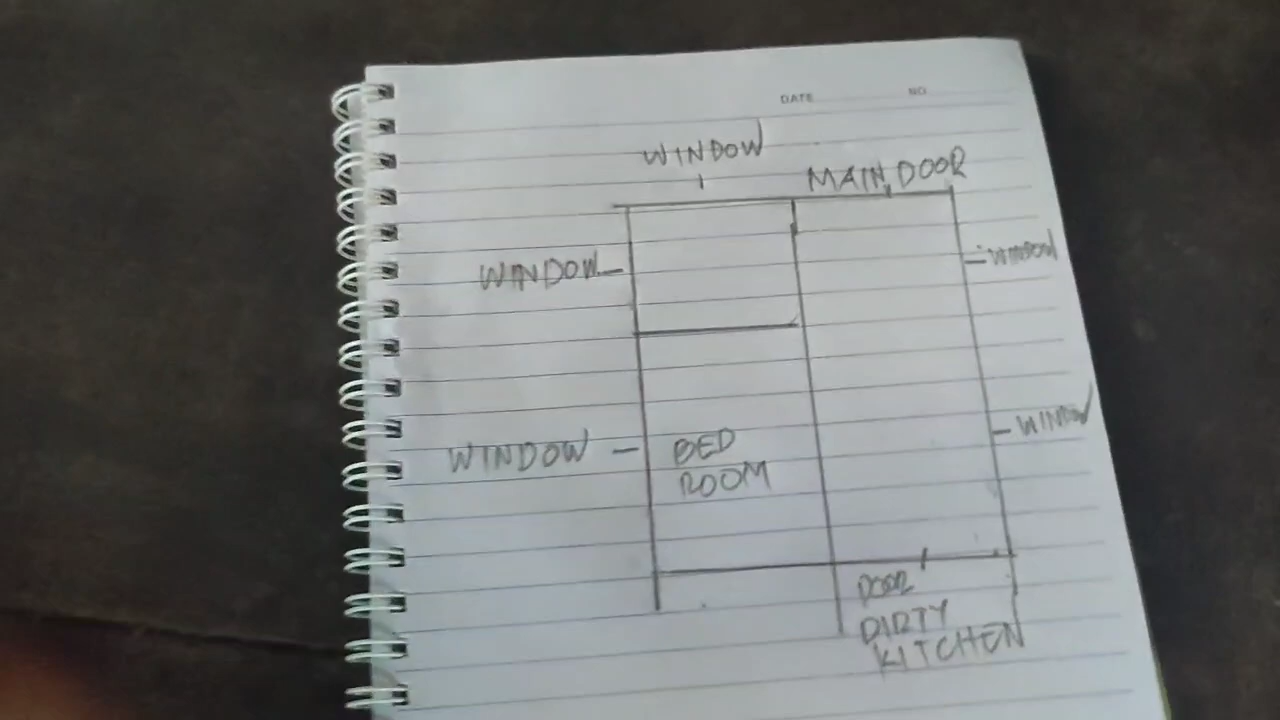 DATE
NO
WINDOW
MAIN DOOR
WINDOW
WINDOW
WINDOW
WINDOW
BED
ROOM
DOOR
DIRTY
KITCHEN